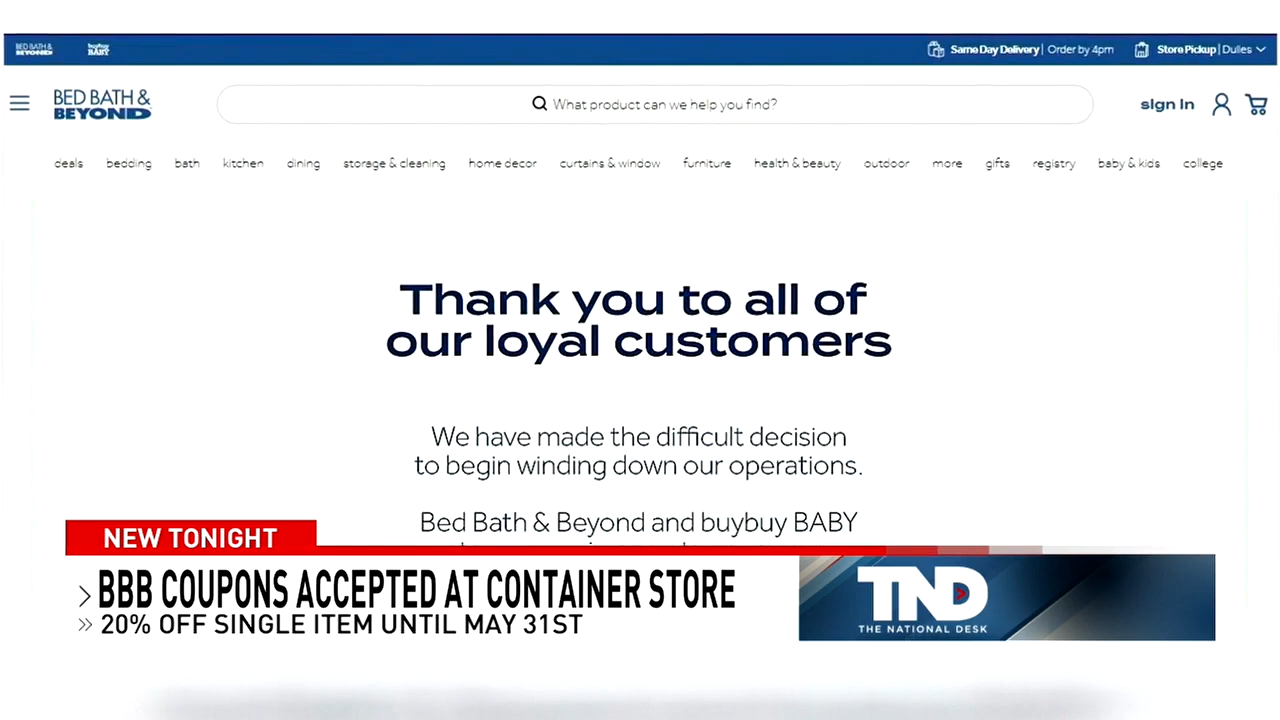 BED BATH & BEYOND
buybuy BABY
Same Day Delivery | Order by 4pm
Store Pickup | Dulles
BED BATH & BEYOND
What product can we help you find?
sign in
deals bedding bath kitchen dining storage & cleaning home decor curtains & window furniture health & beauty outdoor more gifts registry baby & kids college
Thank you to all of
our loyal customers
We have made the difficult decision
to begin winding down our operations.
Bed Bath & Beyond and buybuy BABY
NEW TONIGHT
BBB COUPONS ACCEPTED AT CONTAINER STORE
20% OFF SINGLE ITEM UNTIL MAY 31ST
TND
THE NATIONAL DESK